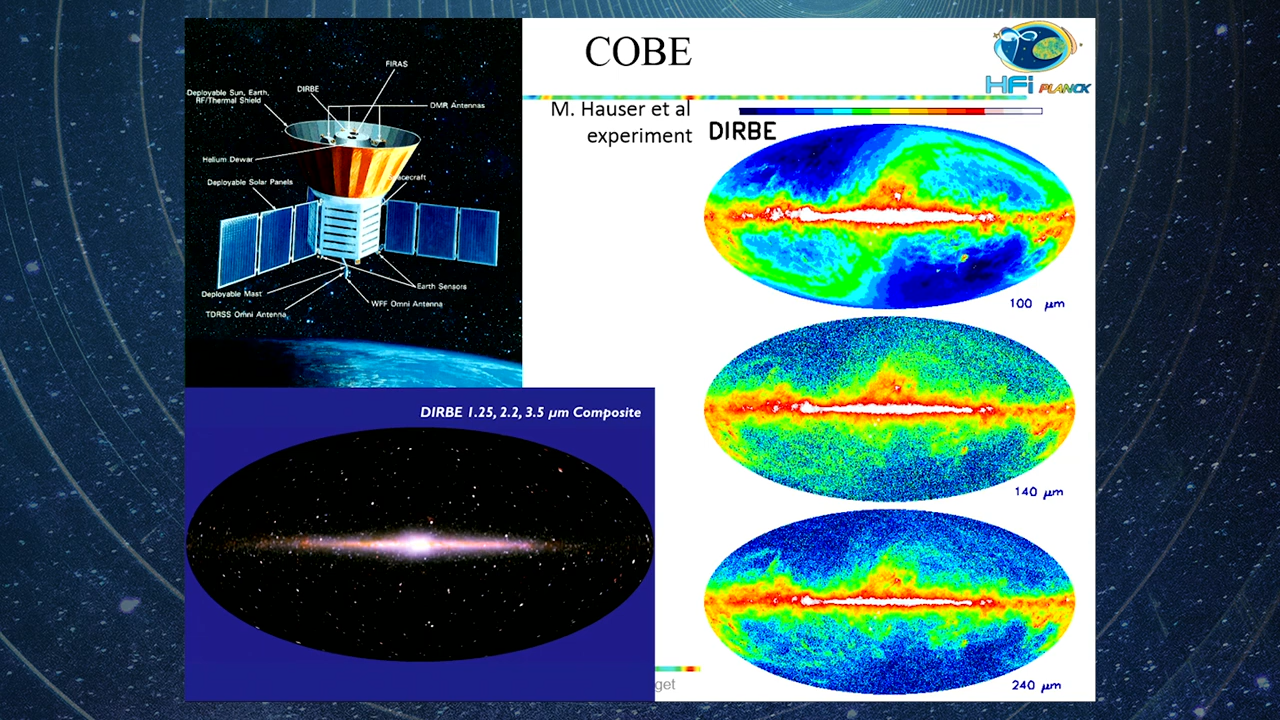 COBE
HFi PLANCK
M. Hauser et al
experiment
DIRBE
100 μm
140 μm
240 μm
FIRAS
DIRBE
DMR Antennas
Deployable Sun, Earth,
RF/Thermal Shield
Helium Dewar
Spacecraft
Deployable Solar Panels
Earth Sensors
Deployable Mast
WFF Omni Antenna
TDRSS Omni Antenna
DIRBE 1.25, 2.2, 3.5 μm Composite
get